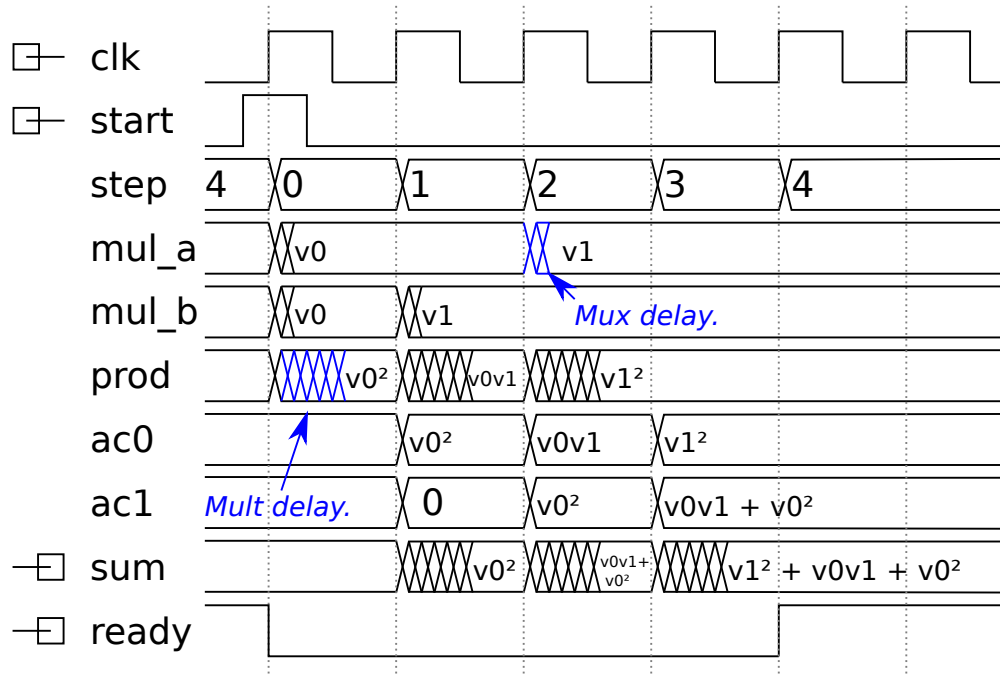 clk
start
step 4 0 1 2 3 4
mul_a v0 v1
Mux delay.
mul_b v0 v1
prod v0² v0v1 v1²
ac0 v0² v0v1 v1²
Mult delay.
ac1 0 v0² v0v1 + v0²
sum v0² v0v1+ v0² v1² + v0v1 + v0²
ready